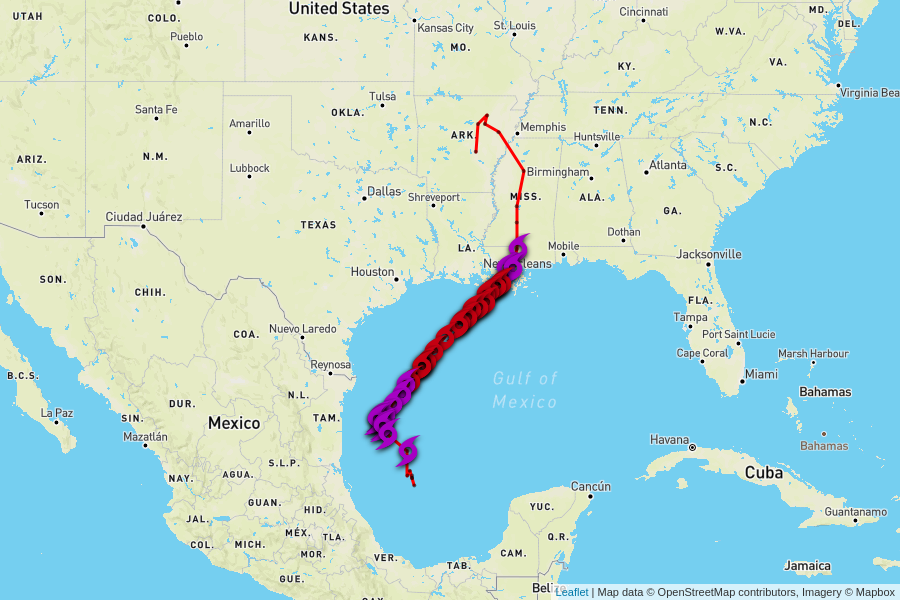 United States
UTAH
COLO.
Pueblo
KANS.
Kansas City
MO.
St. Louis
Cincinnati
W.VA.
MD.
DEL.
KY.
VA.
Virginia Bea
Santa Fe
Amarillo
OKLA.
Tulsa
ARK.
Memphis
TENN.
Huntsville
N.C.
ARIZ.
N.M.
Lubbock
Birmingham
Atlanta
S.C.
Tucson
Dallas
Shreveport
MISS.
ALA.
GA.
Ciudad Juárez
TEXAS
LA.
Mobile
Dothan
Jacksonville
SON.
CHIH.
Houston
New Orleans
COA.
FLA.
Nuevo Laredo
Tampa
Port Saint Lucie
B.C.S.
Reynosa
Cape Coral
Marsh Harbour
Miami
Gulf of
Mexico
La Paz
DUR.
N.L.
Bahamas
SIN.
Mexico
TAM.
Mazatlán
Havana
Bahamas
S.L.P.
NAY.
AGUA.
Cuba
Cancún
GUAN.
HID.
YUC.
Guantanamo
JAL.
MÉX.
TLA.
Q.R.
COL.
MICH.
MOR.
VER.
CAM.
TAB.
Jamaica
GUE.
Beliz
Leaflet | Map data © OpenStreetMap contributors, Imagery © Mapbox